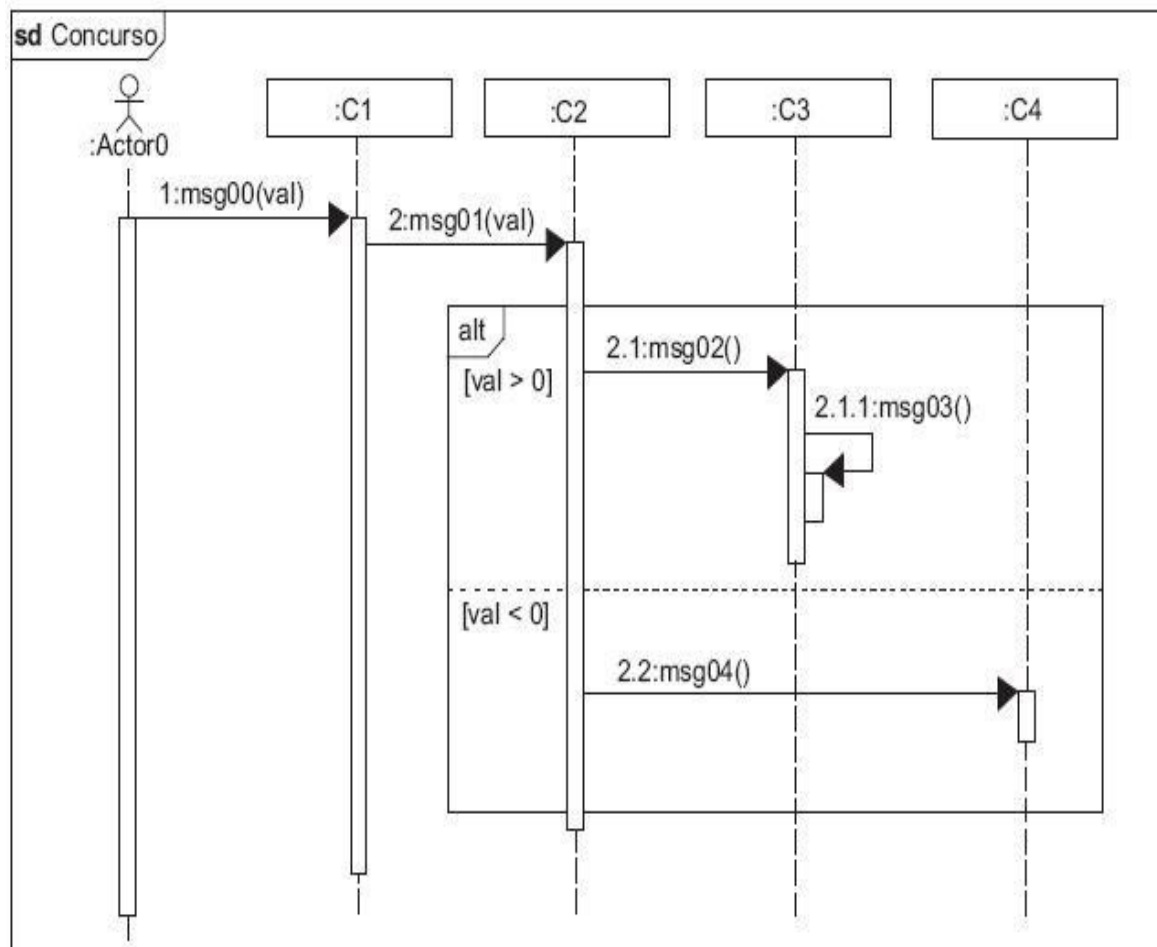 sd Concurso
:Actor0
:C1
:C2
:C3
:C4
1:msg00(val)
2:msg01(val)
alt
[val > 0]
2.1:msg02()
2.1.1:msg03()
[val < 0]
2.2:msg04()